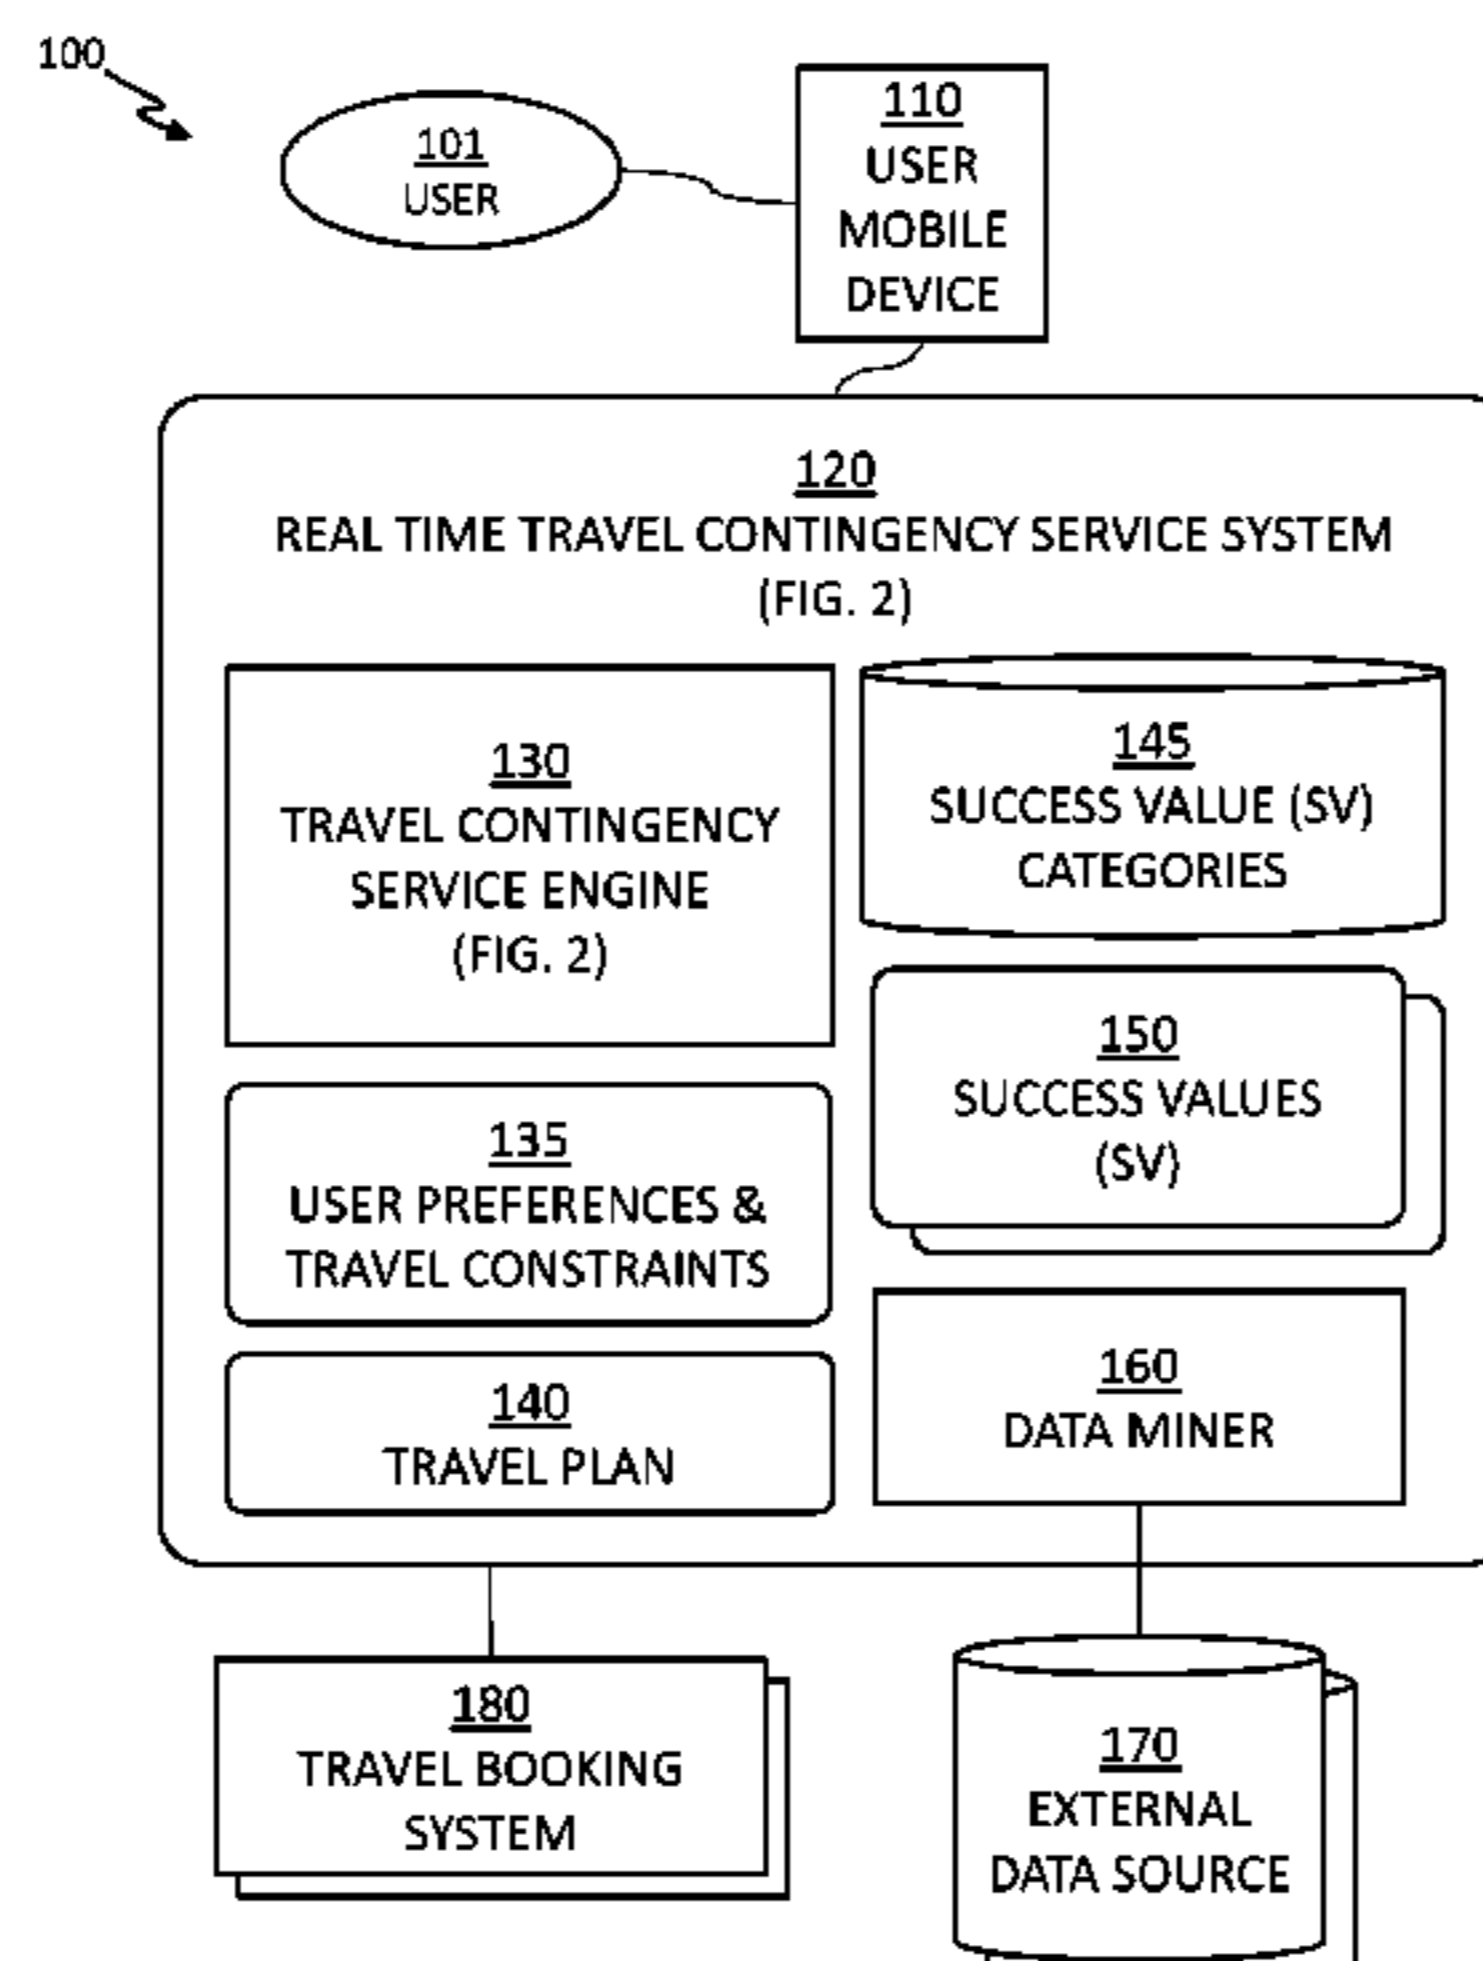 100
101
USER
110
USER
MOBILE
DEVICE
120
REAL TIME TRAVEL CONTINGENCY SERVICE SYSTEM
(FIG. 2)
130
TRAVEL CONTINGENCY
SERVICE ENGINE
(FIG. 2)
135
USER PREFERENCES &
TRAVEL CONSTRAINTS
140
TRAVEL PLAN
145
SUCCESS VALUE (SV)
CATEGORIES
150
SUCCESS VALUES
(SV)
160
DATA MINER
180
TRAVEL BOOKING
SYSTEM
170
EXTERNAL
DATA SOURCE